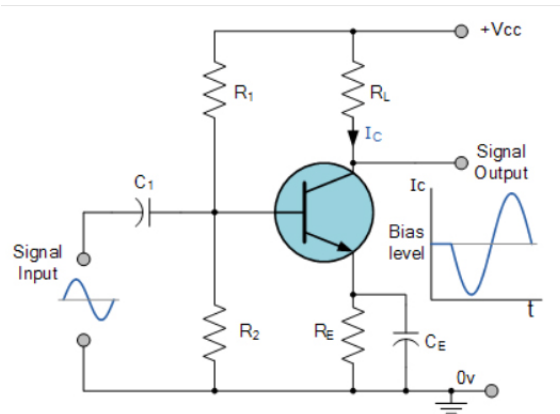 +Vcc
R₁
RL
Ic
C₁
Signal
Output
Ic
Bias
level
t
Signal
Input
R₂
RE
CE
0v